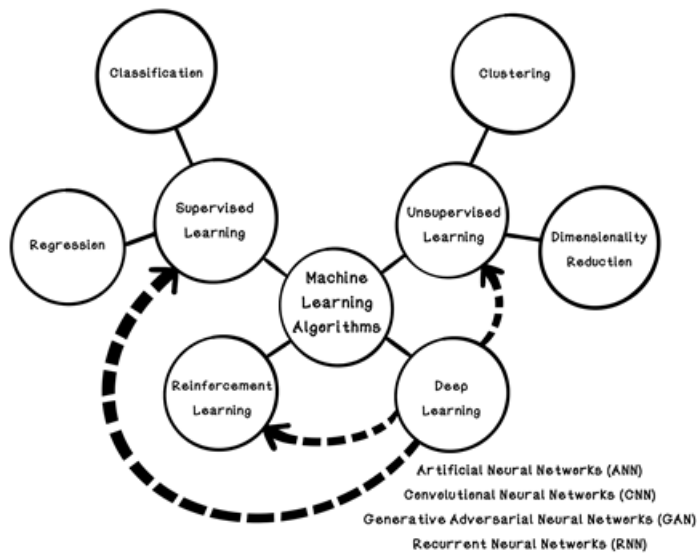 Classification
Clustering
Supervised
Learning
Unsupervised
Learning
Regression
Dimensionality
Reduction
Machine
Learning
Algorithms
Reinforcement
Learning
Deep
Learning
Artificial Neural Networks (ANN)
Convolutional Neural Networks (CNN)
Generative Adversarial Neural Networks (GAN)
Recurrent Neural Networks (RNN)